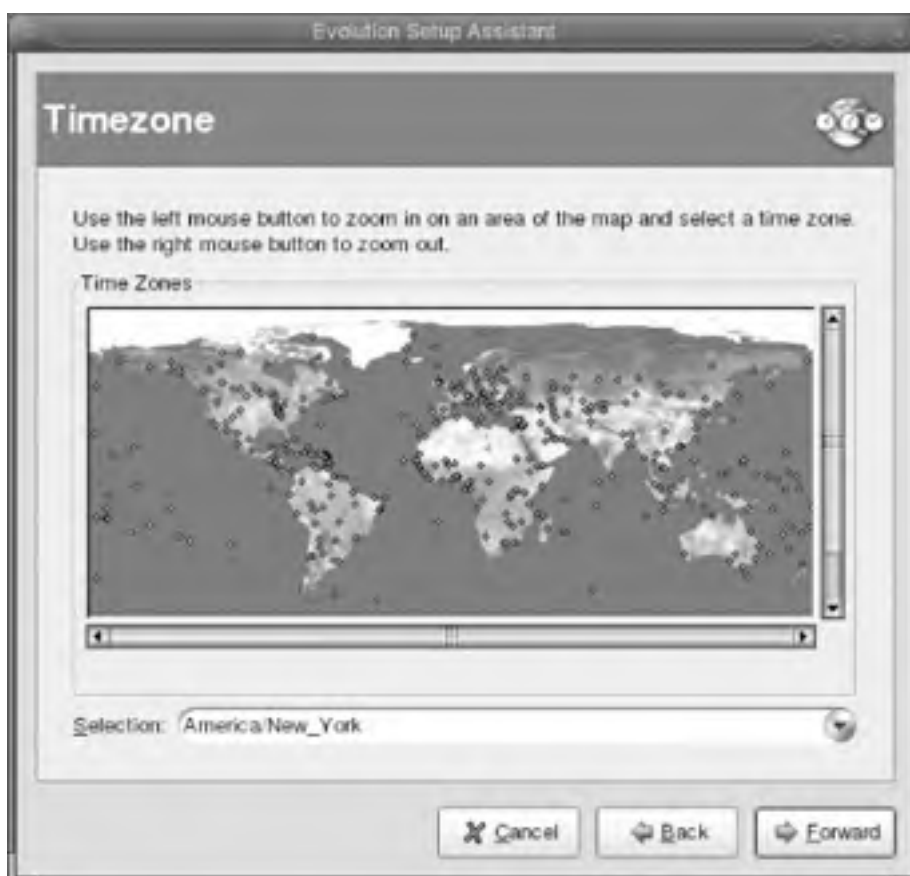 Evolution Setup Assistant
Timezone
Use the left mouse button to zoom in on an area of the map and select a time zone.
Use the right mouse button to zoom out.
Time Zones
Selection: America/New_York
Cancel Back Forward